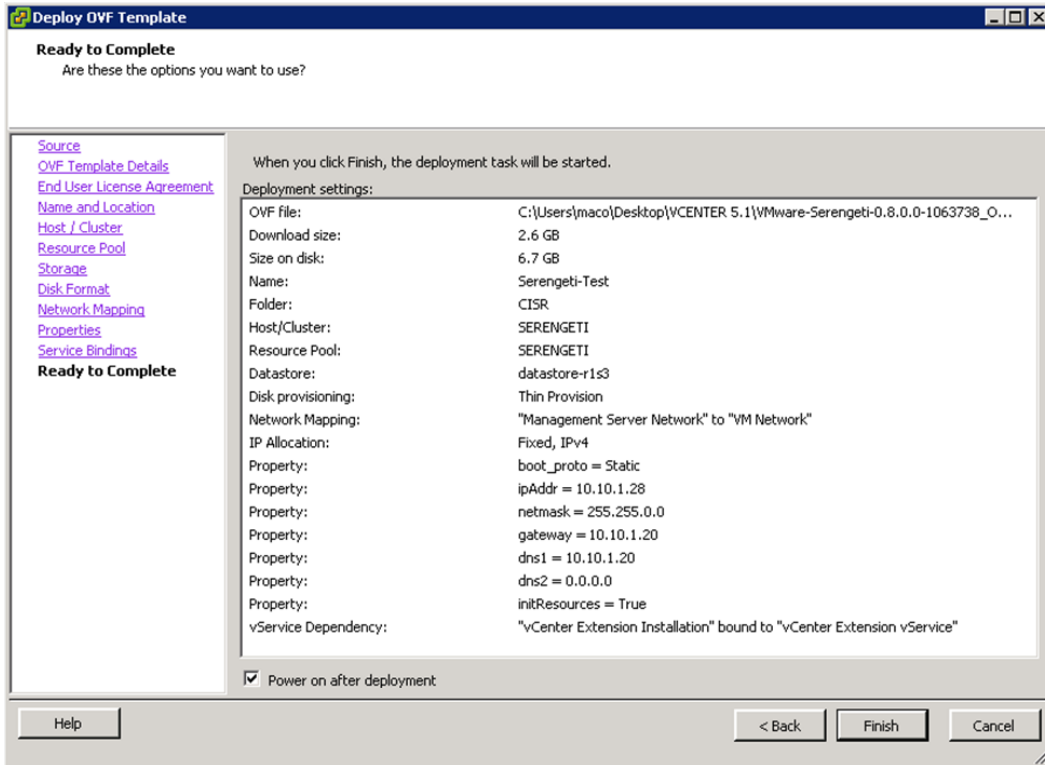 Deploy OVF Template
Ready to Complete
Are these the options you want to use?
Source
OVF Template Details
End User License Agreement
Name and Location
Host / Cluster
Resource Pool
Storage
Disk Format
Network Mapping
Properties
Service Bindings
Ready to Complete
When you click Finish, the deployment task will be started.
Deployment settings:
OVF file: C:\Users\maco\Desktop\VCENTER 5.1\VMware-Serengeti-0.8.0.0-1063738_O...
Download size: 2.6 GB
Size on disk: 6.7 GB
Name: Serengeti-Test
Folder: CISR
Host/Cluster: SERENGETI
Resource Pool: SERENGETI
Datastore: datastore-r1s3
Disk provisioning: Thin Provision
Network Mapping: "Management Server Network" to "VM Network"
IP Allocation: Fixed, IPv4
Property: boot_proto = Static
Property: ipAddr = 10.10.1.28
Property: netmask = 255.255.0.0
Property: gateway = 10.10.1.20
Property: dns1 = 10.10.1.20
Property: dns2 = 0.0.0.0
Property: initResources = True
vService Dependency: "vCenter Extension Installation" bound to "vCenter Extension vService"
Power on after deployment
Help < Back Finish Cancel